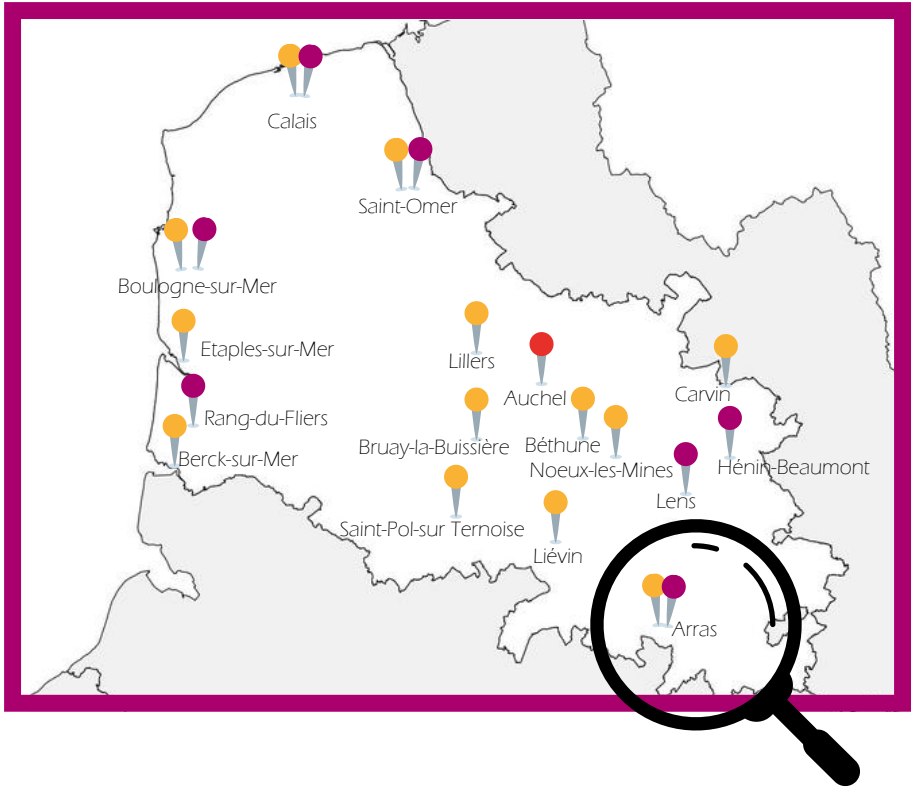 Calais
Saint-Omer
Boulogne-sur-Mer
Etaples-sur-Mer
Lillers
Auchel
Carvin
Rang-du-Fliers
Bruay-la-Buissière
Béthune
Berck-sur-Mer
Noeux-les-Mines
Hénin-Beaumont
Lens
Saint-Pol-sur Ternoise
Liévin
Arras